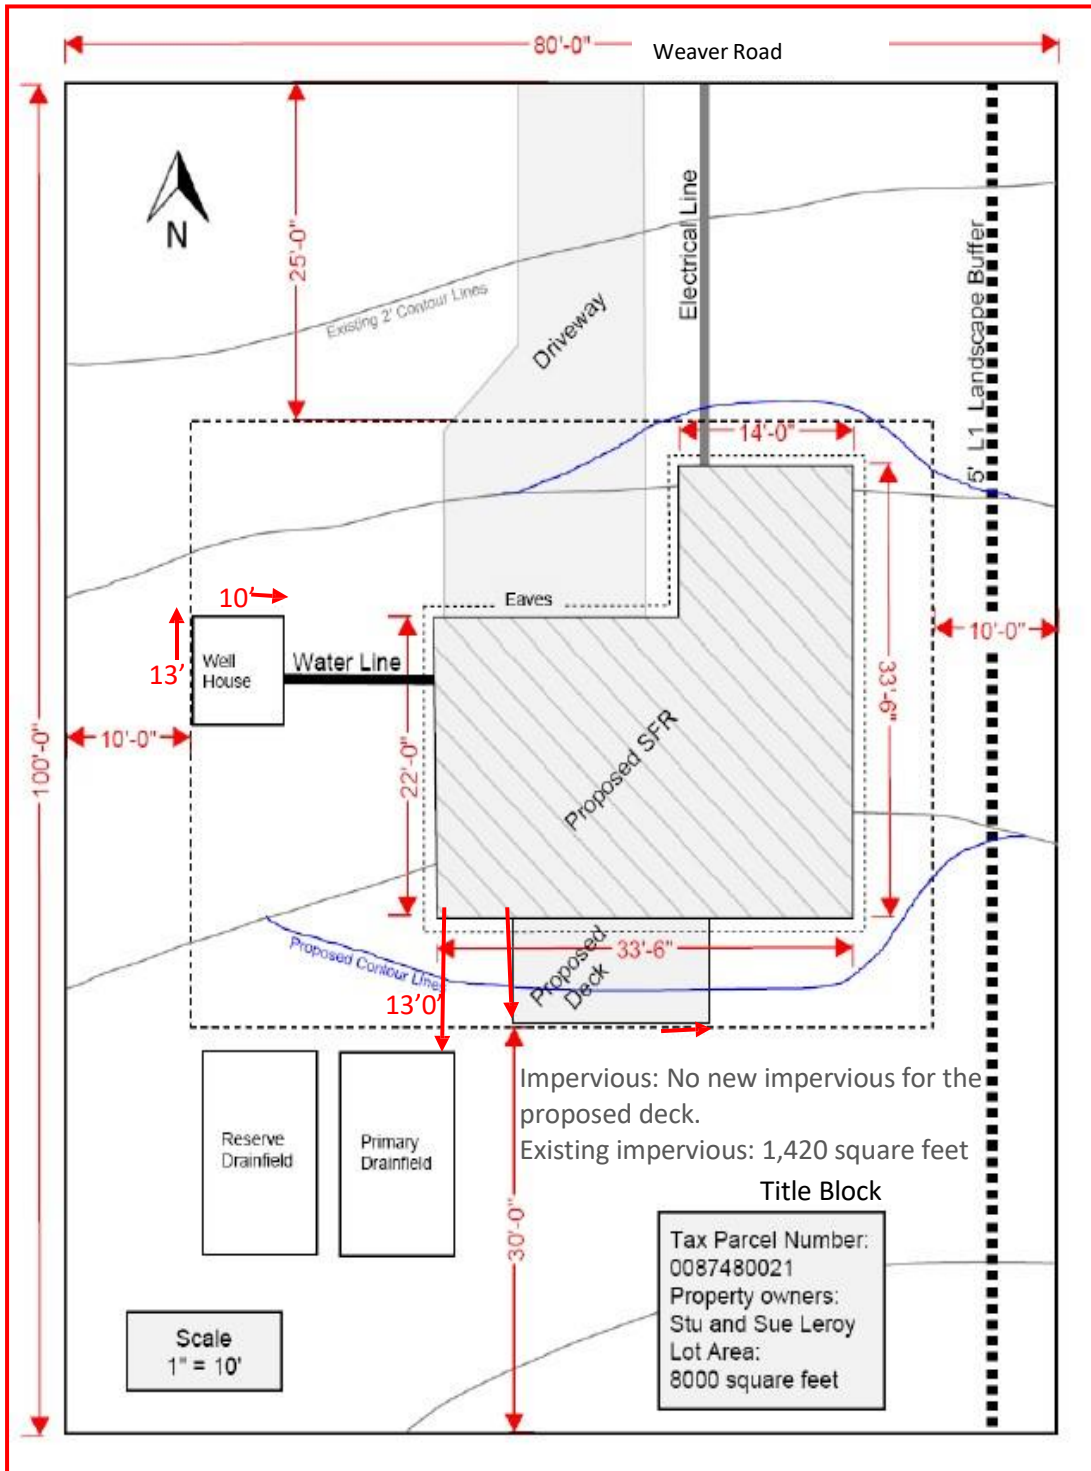 80'-0"
Weaver Road
N
25'-0"
Existing 2' Contour Lines
Driveway
Electrical Line
5' L1 Landscape Buffer
14'-0"
Eaves
10'
13'
Well
House
Water Line
10'-0"
10'-0"
100'-0"
22'-0"
33'-6"
Proposed SFR
33'-6"
Proposed
Deck
Proposed Contour Lines
13'0'
Impervious: No new impervious for the
proposed deck.
Existing impervious: 1,420 square feet
Reserve
Drainfield
Primary
Drainfield
30'-0"
Title Block
Tax Parcel Number:
0087480021
Property owners:
Stu and Sue Leroy
Lot Area:
8000 square feet
Scale
1" = 10'